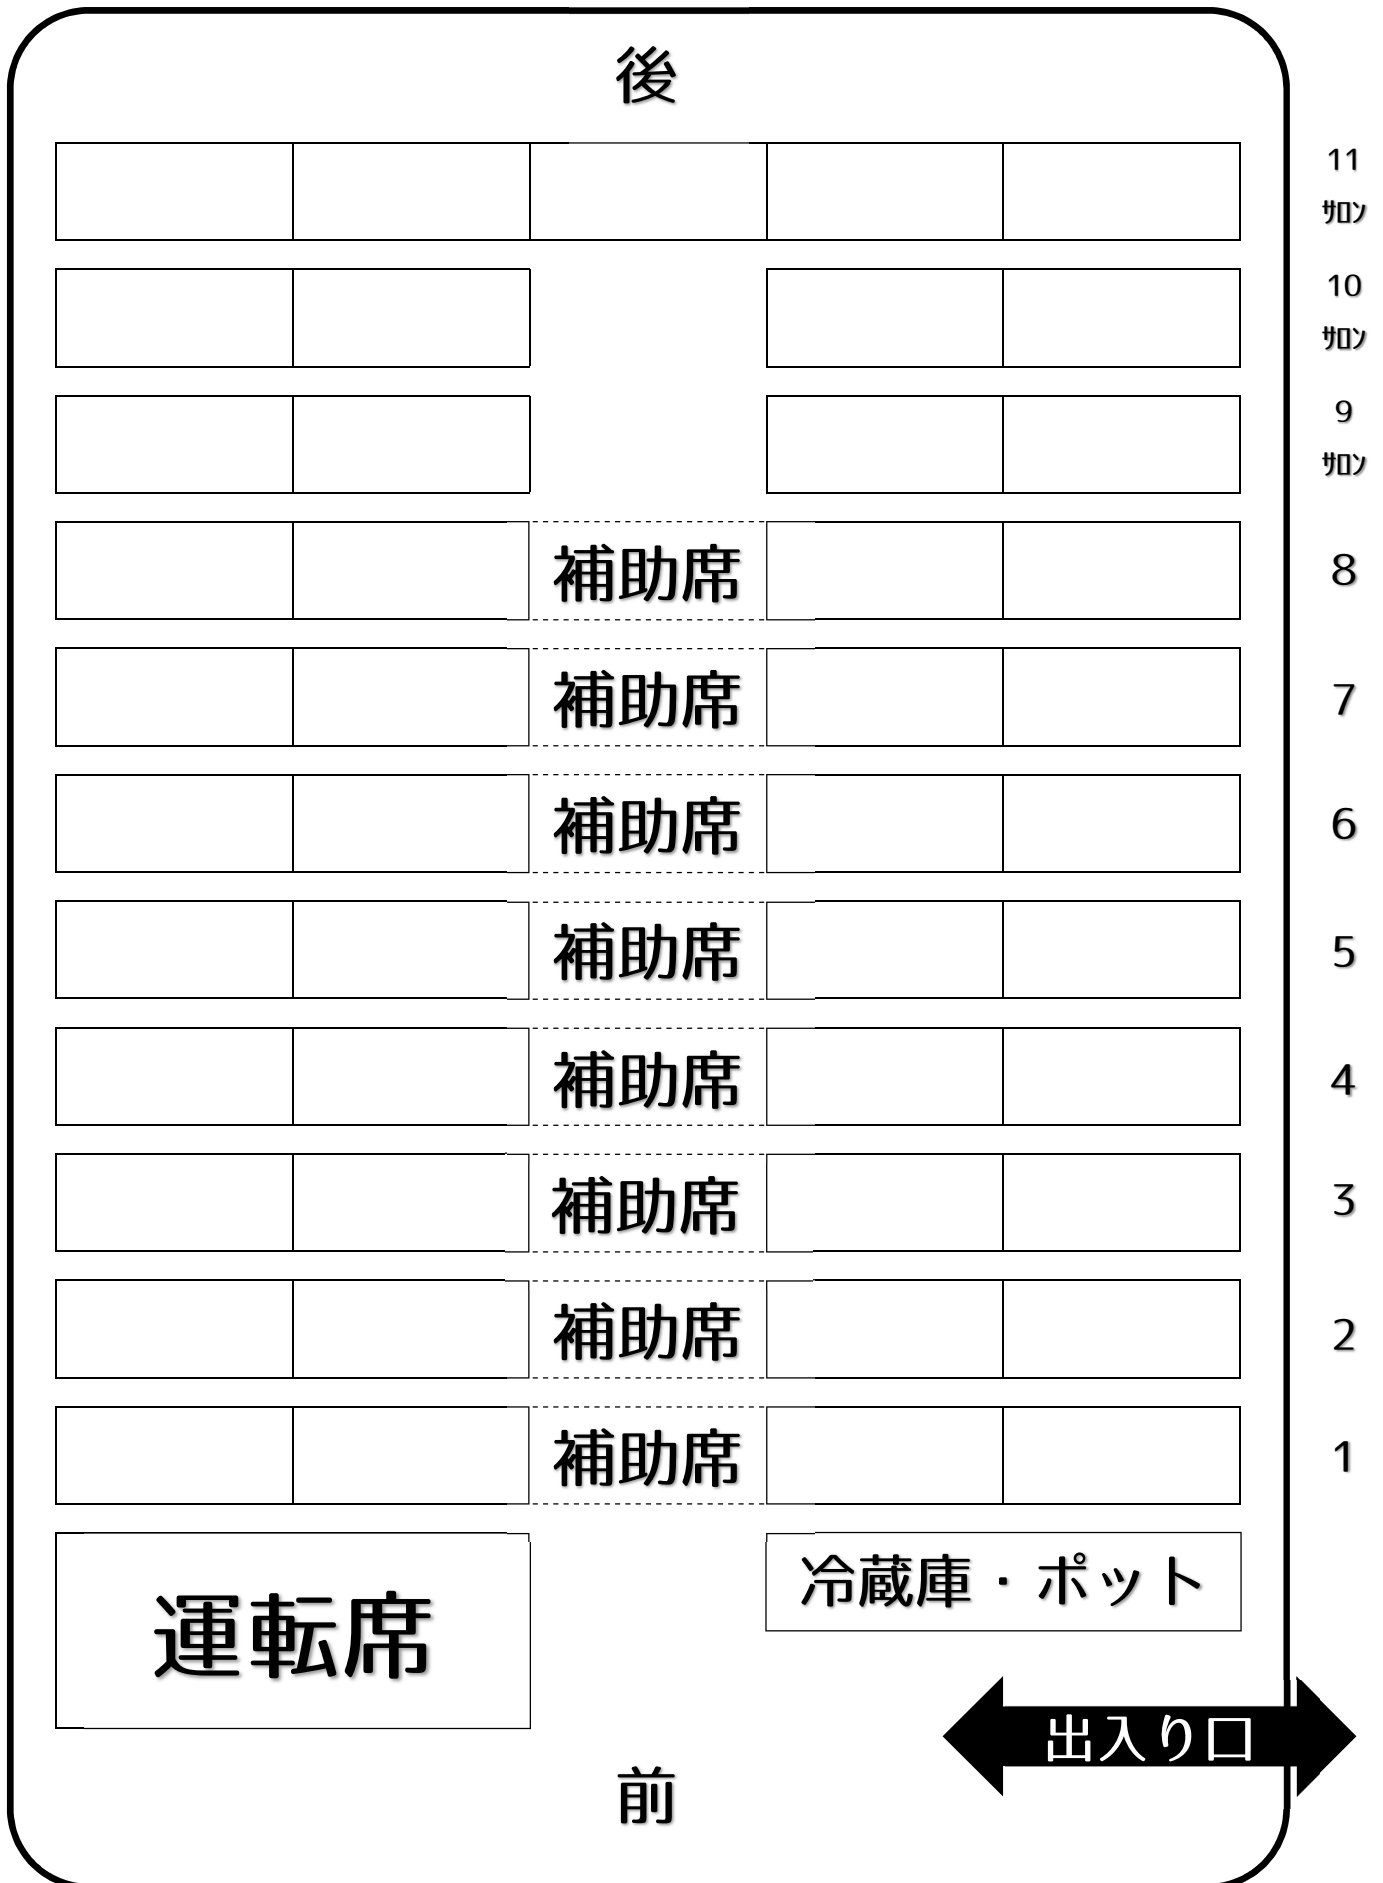 後
11
ｻﾛﾝ
10
ｻﾛﾝ
9
ｻﾛﾝ
補助席 8
補助席 7
補助席 6
補助席 5
補助席 4
補助席 3
補助席 2
補助席 1
冷蔵庫・ポット
運転席
出入り口
前